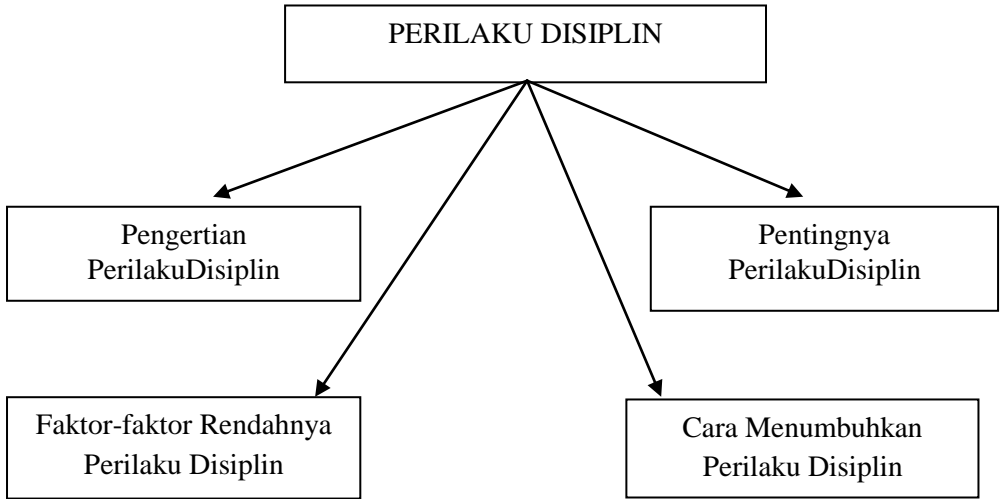 PERILAKU DISIPLIN
Pengertian
PerilakuDisiplin
Pentingnya
PerilakuDisiplin
Faktor-faktor Rendahnya
Perilaku Disiplin
Cara Menumbuhkan
Perilaku Disiplin